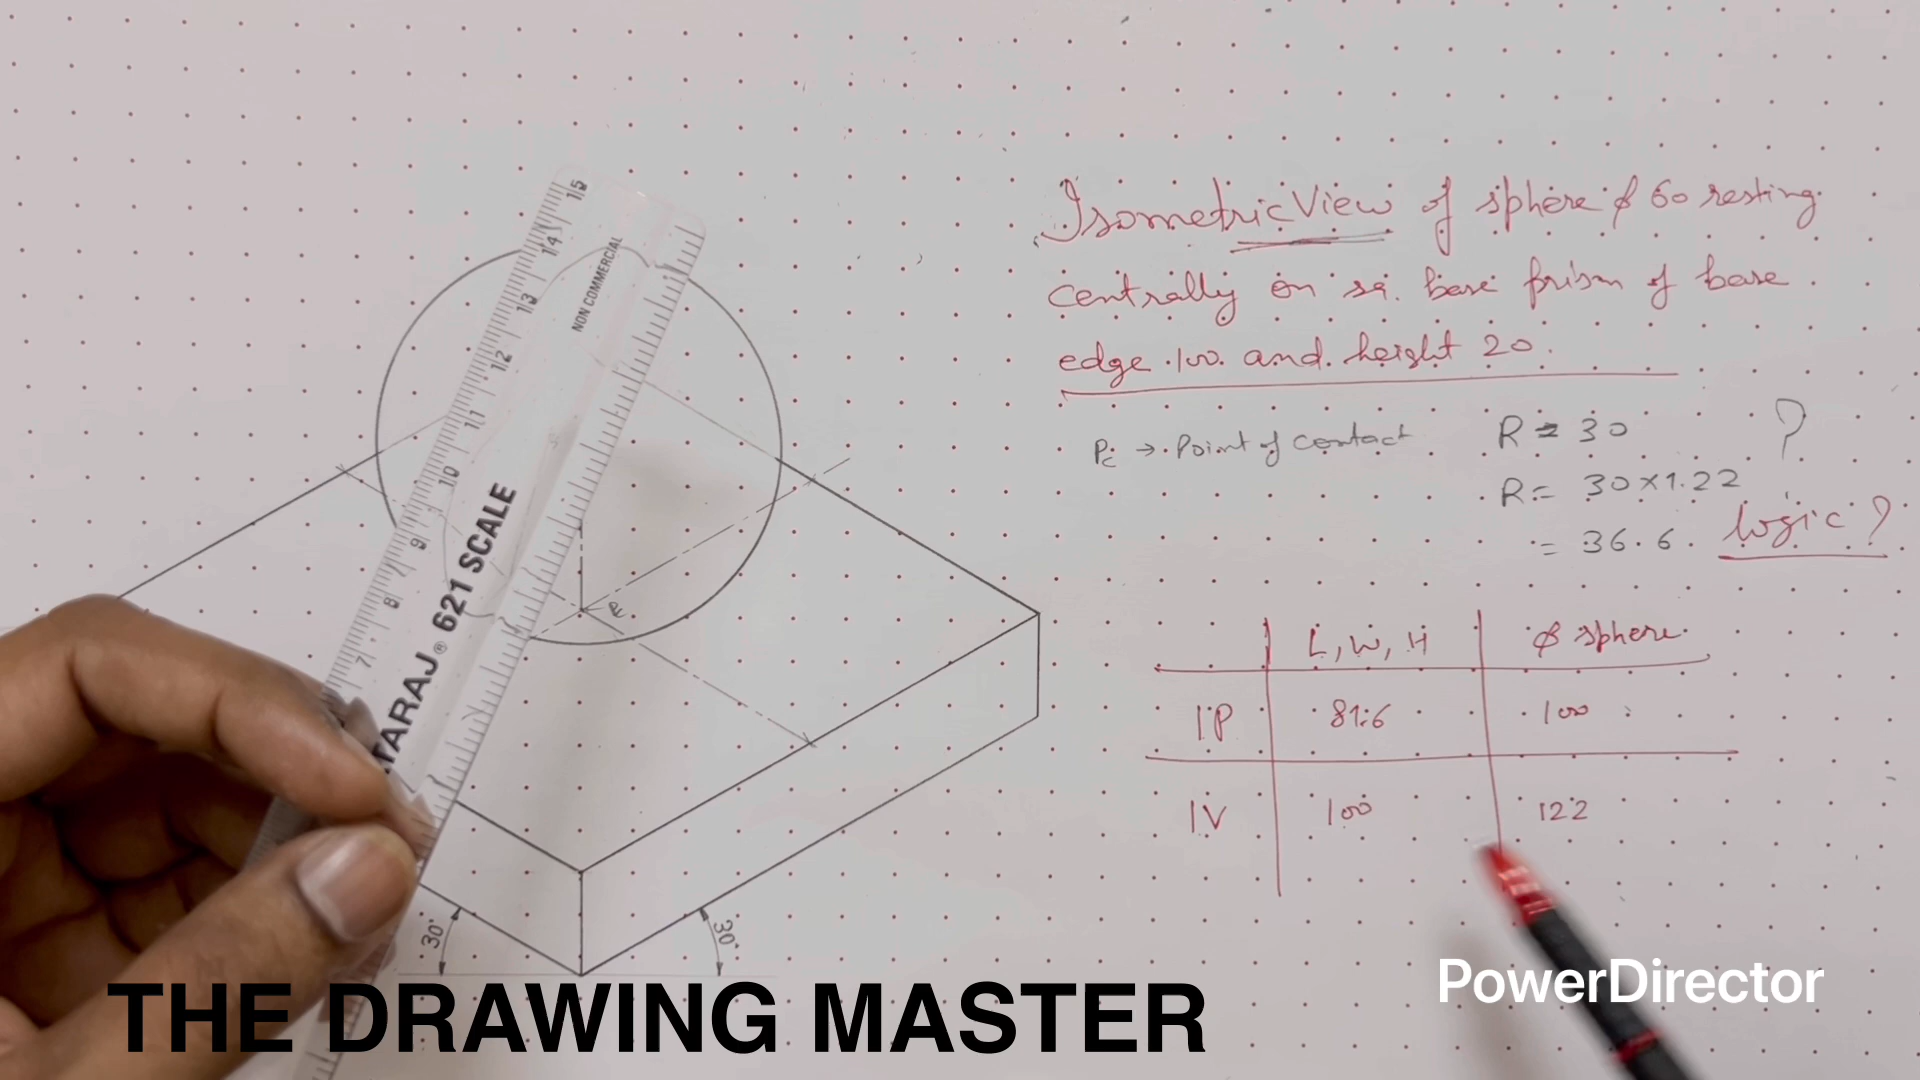 Isometric View of sphere φ 60 resting
centrally on sq. base prism of base
edge 100 and height 20.
Pc → Point of contact
R = 30
?
R = 30×1.22
= 36.6.
logic?
L, W, H
φ sphere
IP
81.6
100
IV
100
122
15
14
13
12
11
10
9
8
7
NON COMMERCIAL
TARAJ® 621 SCALE
Pc
30°
30°
THE DRAWING MASTER
PowerDirector